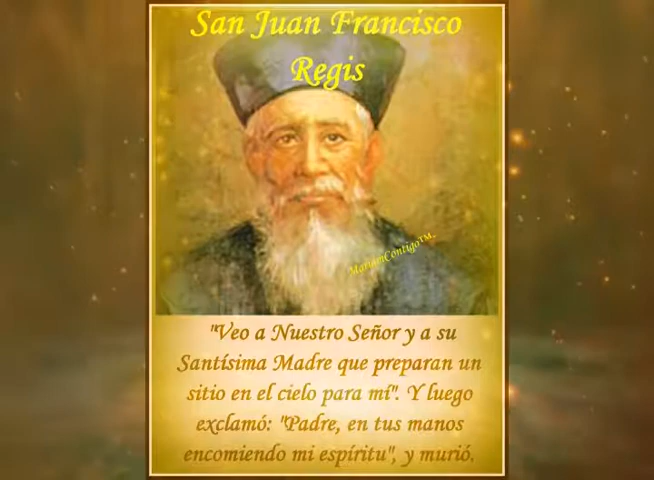 San Juan Francisco
Regis
MariamContigo™
"Veo a Nuestro Señor y a su
Santísima Madre que preparan un
sitio en el cielo para mí". Y luego
exclamó: "Padre, en tus manos
encomiendo mi espíritu", y murió.